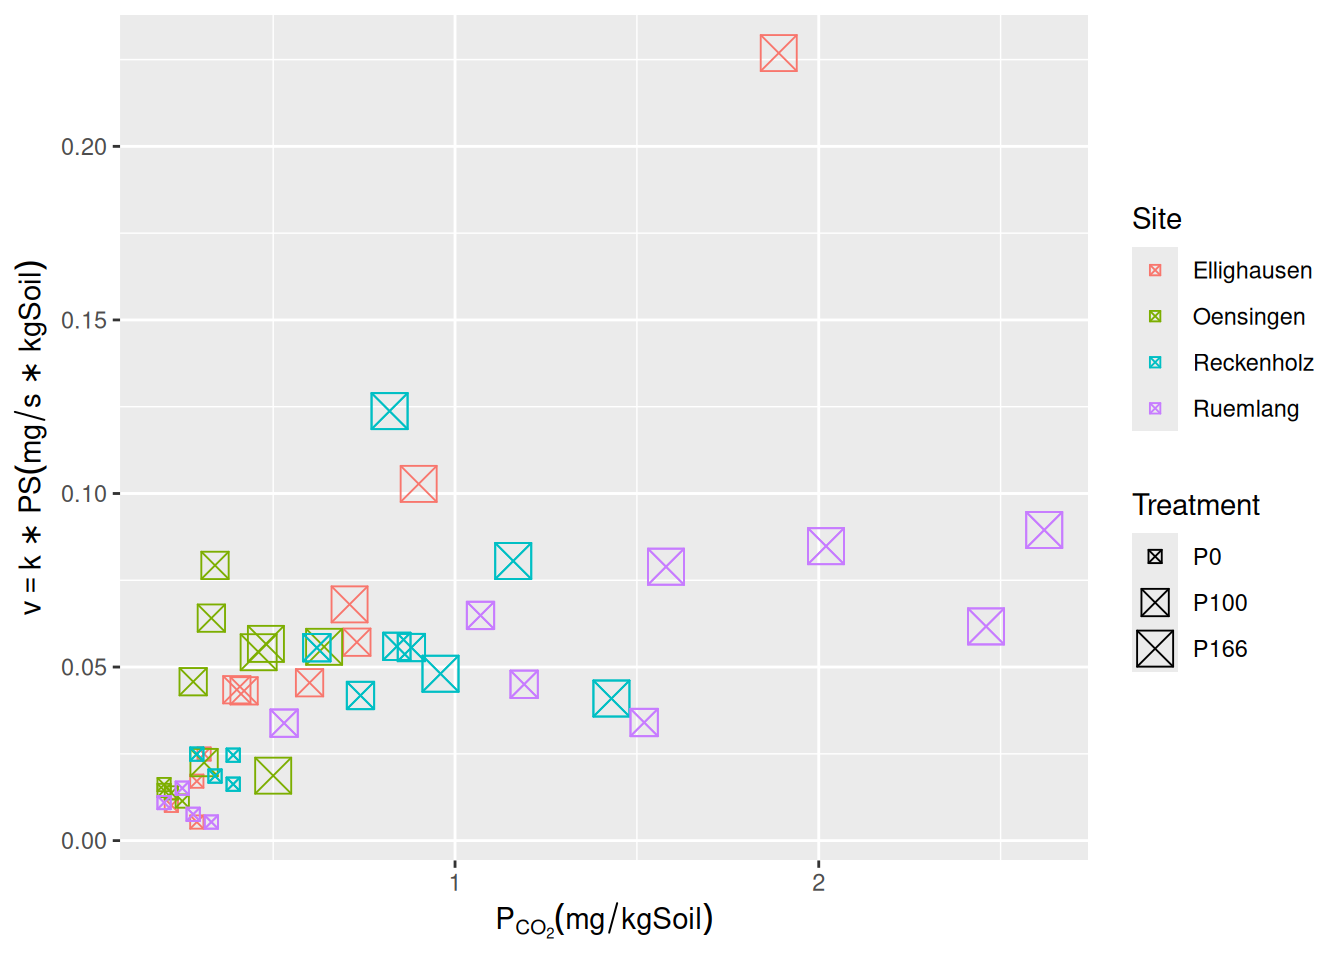 v = k ∗ PS(mg/s ∗ kgSoil)
0.20
0.15
0.10
0.05
0.00
1
2
P_CO₂(mg/kgSoil)
Site
Ellighausen
Oensingen
Reckenholz
Ruemlang
Treatment
P0
P100
P166